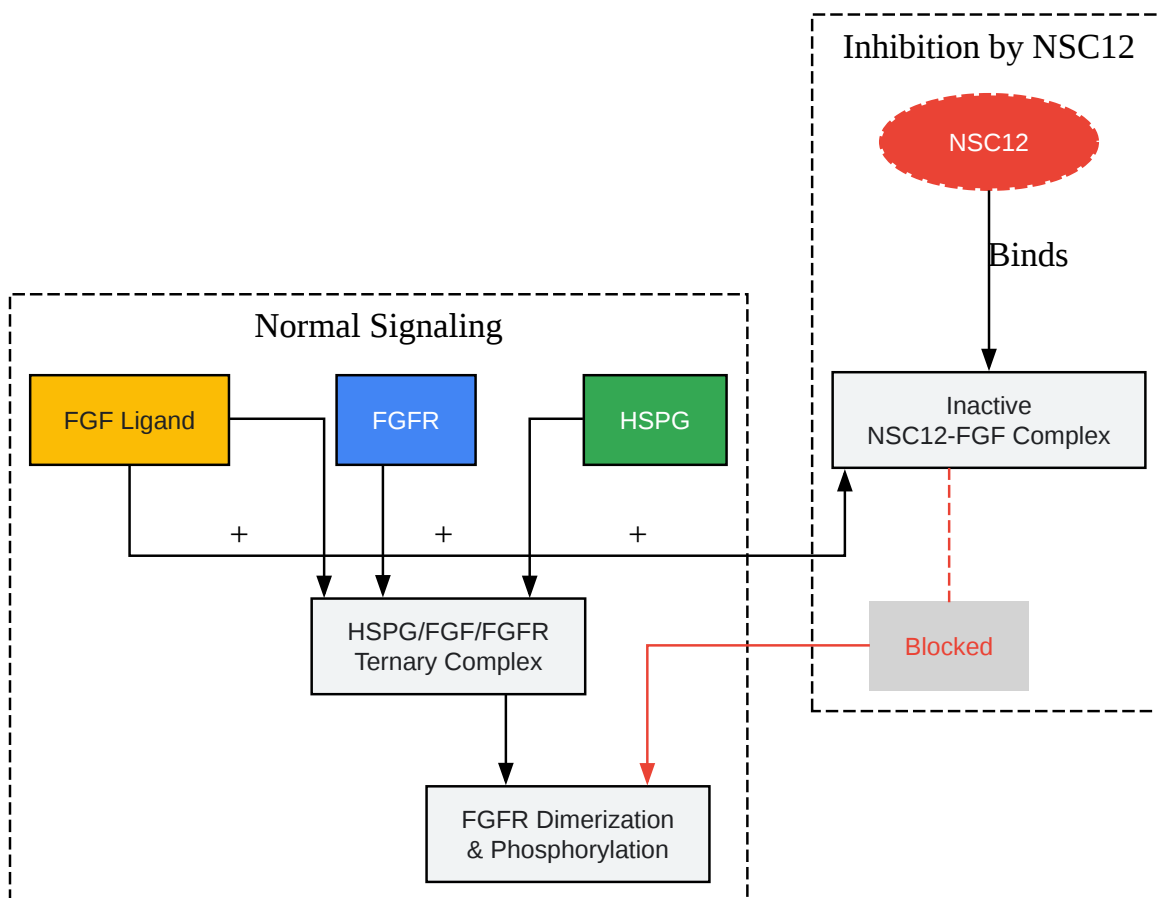 Inhibition by NSC12
NSC12
Binds
Normal Signaling
FGF Ligand
FGFR
HSPG
Inactive
NSC12-FGF Complex
+ + +
HSPG/FGF/FGFR
Ternary Complex
Blocked
FGFR Dimerization
& Phosphorylation